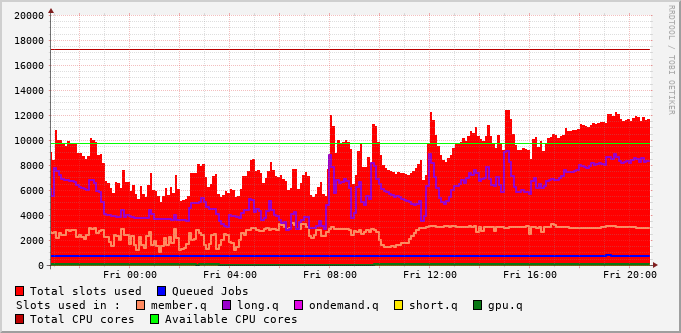 20000
18000
16000
14000
12000
10000
8000
6000
4000
2000
0
Fri 00:00 Fri 04:00 Fri 08:00 Fri 12:00 Fri 16:00 Fri 20:00
Total slots used Queued Jobs
Slots used in : member.q long.q ondemand.q short.q gpu.q
Total CPU cores Available CPU cores
RRDTOOL / TOBI OETIKER